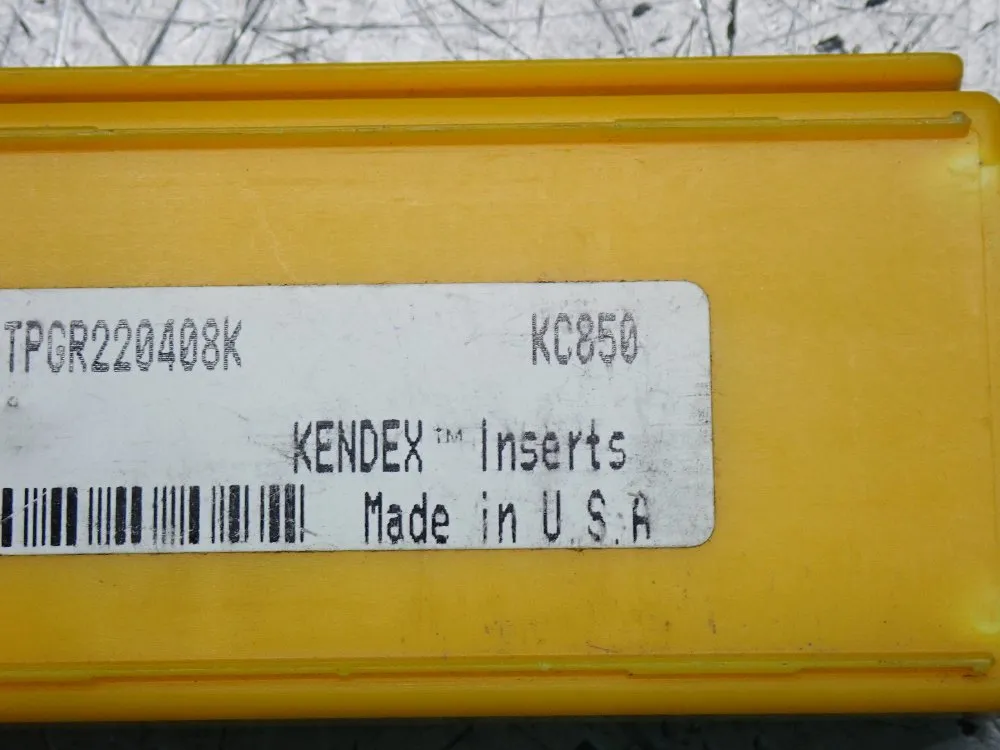 TPGR220408K KC850
KENDEX™ Inserts
Made in U.S.A